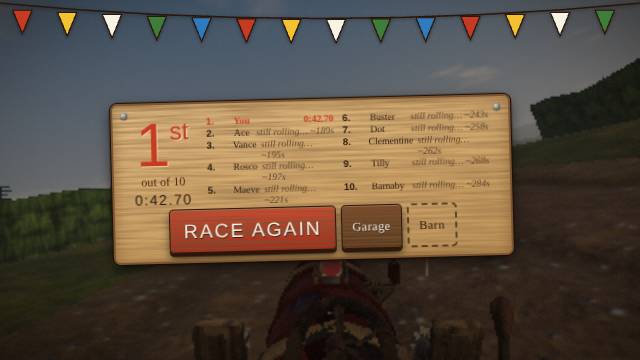 1st
out of 10
0:42.70
1. You 0:42.70
2. Ace still rolling… ~189s
3. Vance still rolling…
~195s
4. Rosco still rolling…
~197s
5. Maeve still rolling…
~221s
6. Buster still rolling… ~243s
7. Dot still rolling… ~258s
8. Clementine still rolling…
~262s
9. Tilly still rolling… ~268s
10. Barnaby still rolling… ~284s
RACE AGAIN
Garage
Barn